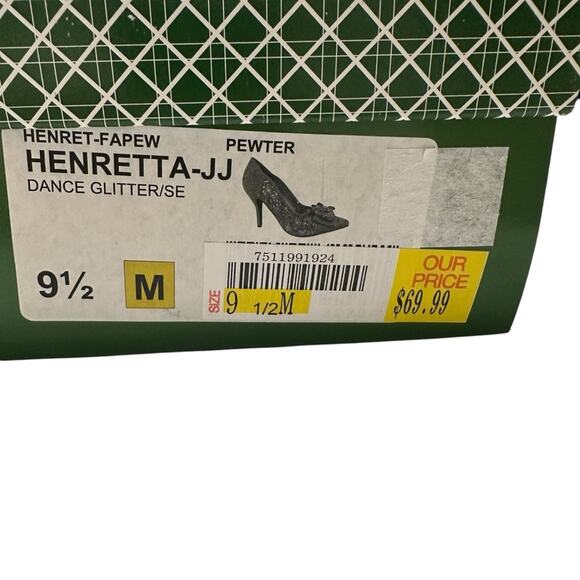 HENRET-FAPEW PEWTER
HENRETTA-JJ
DANCE GLITTER/SE
9½ M
7511991924
SIZE 9 1/2M
OUR
PRICE
$69.99